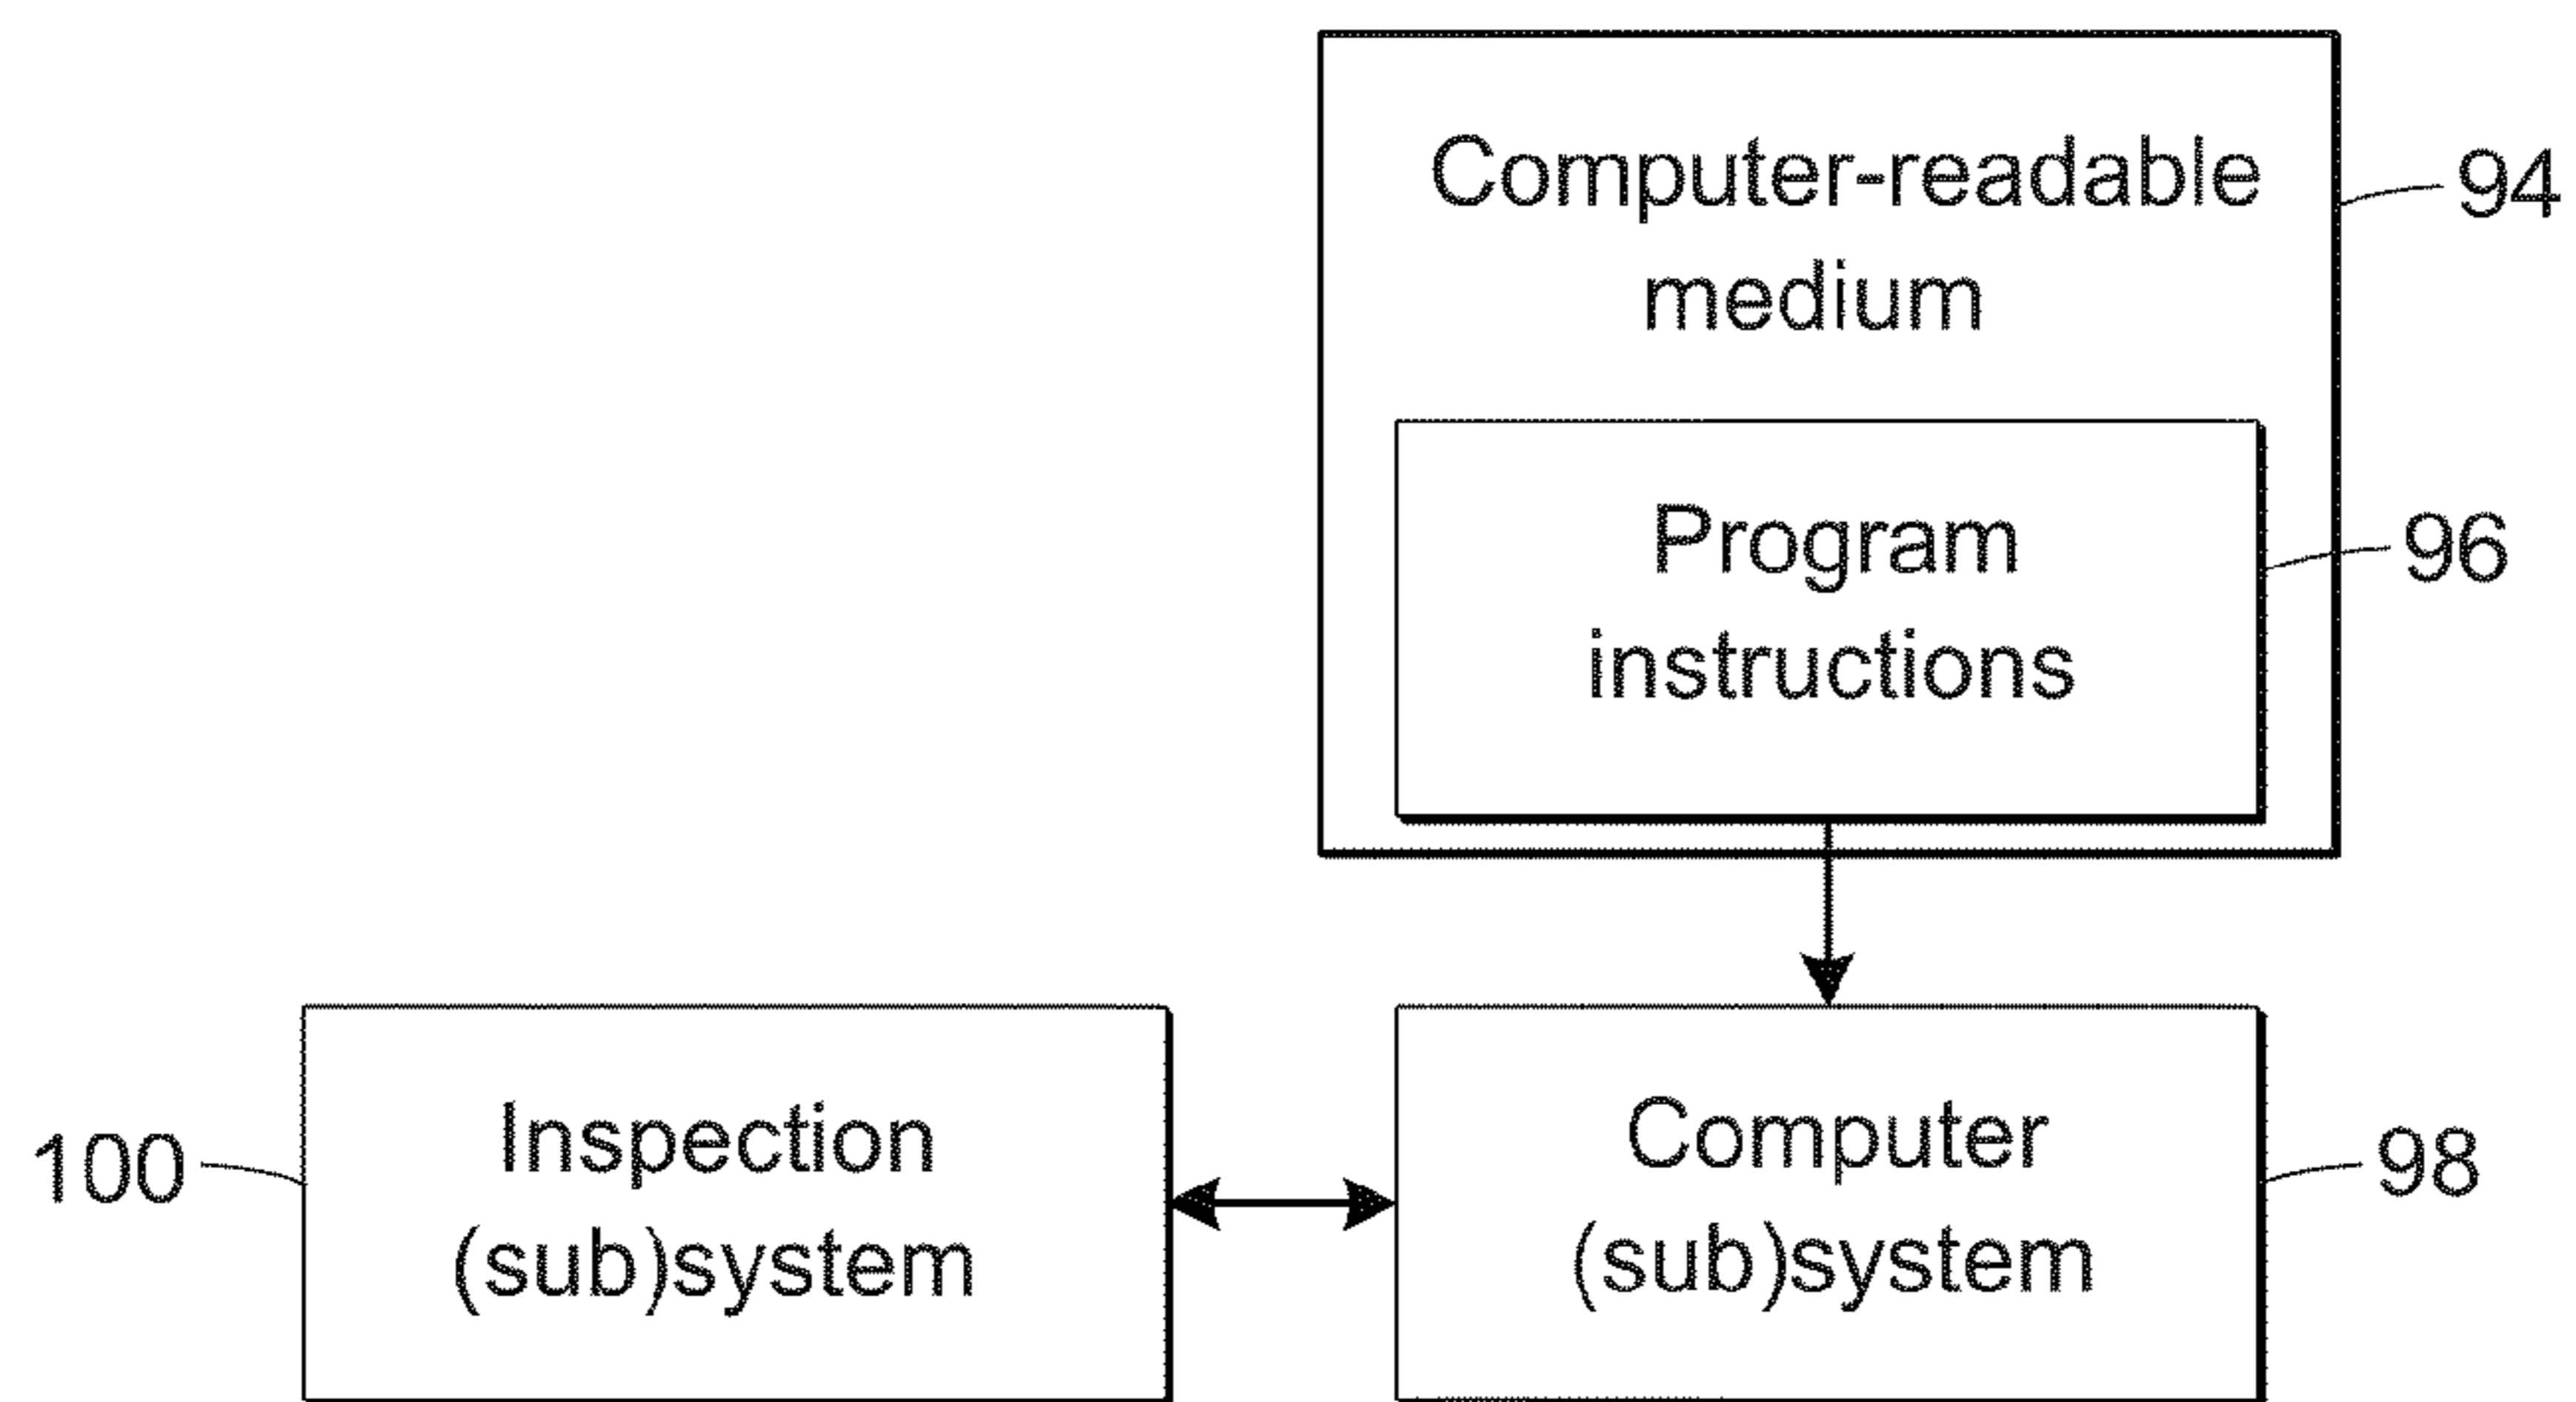 Computer-readable
medium
94
Program
instructions
96
100
Inspection
(sub)system
Computer
(sub)system
98